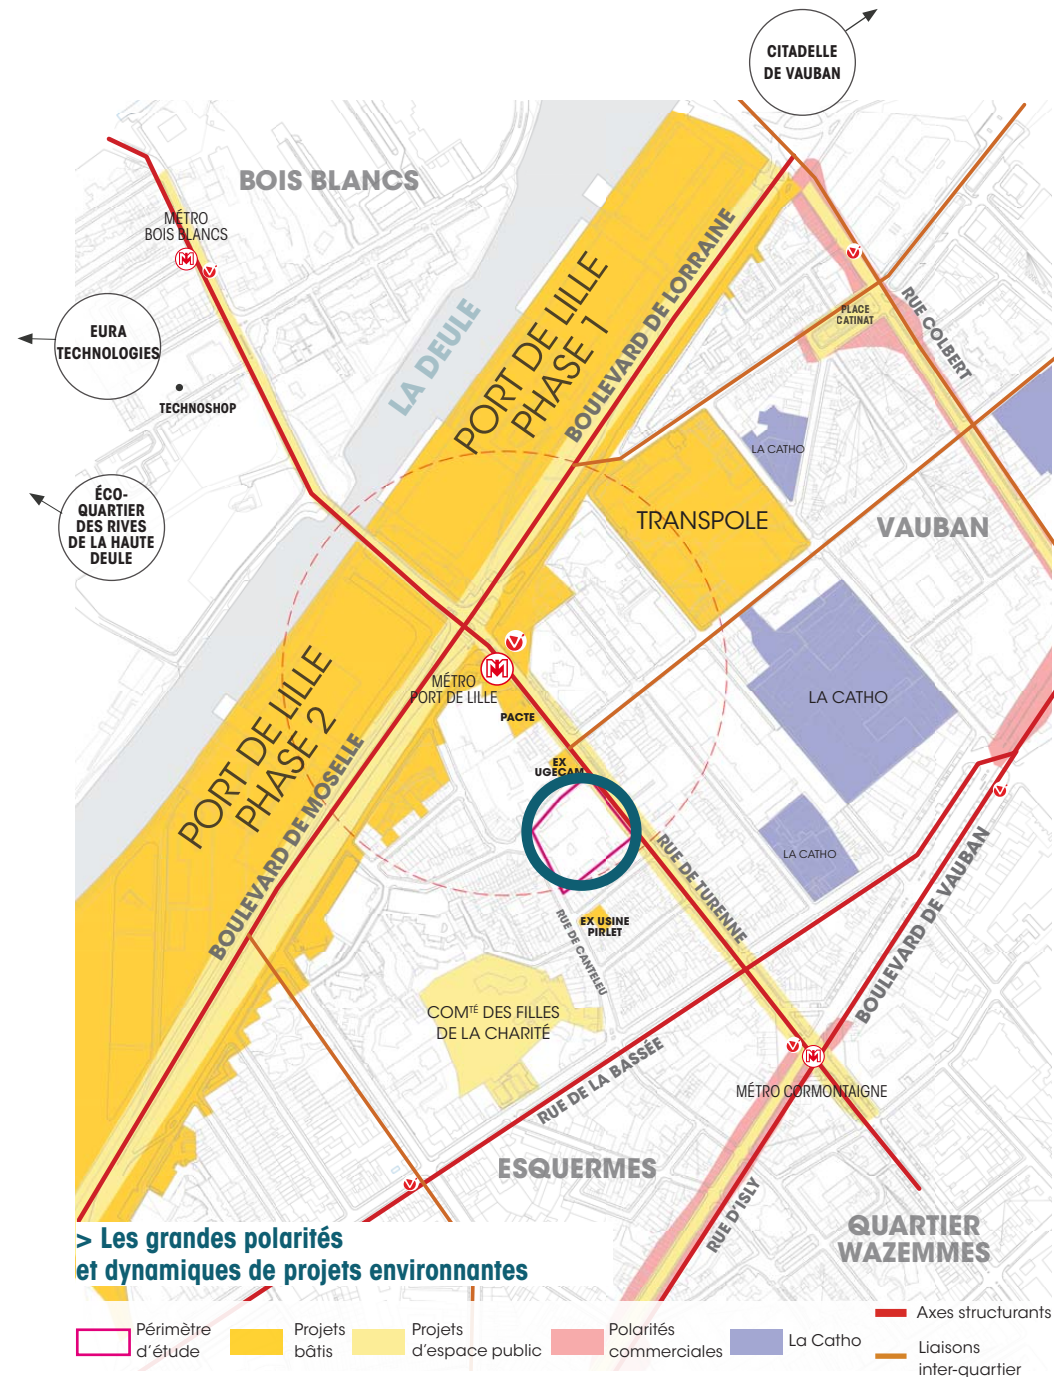 CITADELLE
DE VAUBAN
BOIS BLANCS
MÉTRO
BOIS BLANCS
EURA
TECHNOLOGIES
TECHNOSHOP
ÉCO-
QUARTIER
DES RIVES
DE LA HAUTE
DEULE
LA DEULE
PORT DE LILLE
PHASE 1
BOULEVARD DE LORRAINE
PLACE
CATINAT
RUE COLBERT
LA CATHO
TRANSPOLE
VAUBAN
PORT DE LILLE
PHASE 2
BOULEVARD DE MOSELLE
MÉTRO
PORT DE LILLE
PACTE
EX
UGECAM
LA CATHO
LA CATHO
RUE DE TURENNE
BOULEVARD DE VAUBAN
EX USINE
PIRLET
RUE DE CANTELEU
COMTÉ DES FILLES
DE LA CHARITÉ
RUE DE LA BASSÉE
MÉTRO CORMONTAIGNE
ESQUERMES
RUE D'ISLY
QUARTIER
WAZEMMES
> Les grandes polarités
et dynamiques de projets environnantes
Périmètre
d'étude
Projets
bâtis
Projets
d'espace public
Polarités
commerciales
La Catho
Axes structurants
Liaisons
inter-quartier